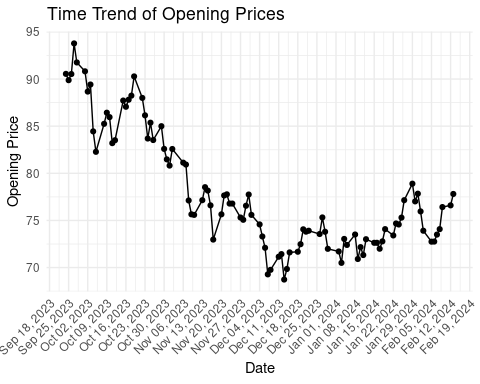 Time Trend of Opening Prices
95
90
85
80
75
70
Opening Price
Sep 18, 2023
Sep 25, 2023
Oct 02, 2023
Oct 09, 2023
Oct 16, 2023
Oct 23, 2023
Oct 30, 2023
Nov 06, 2023
Nov 13, 2023
Nov 20, 2023
Nov 27, 2023
Dec 04, 2023
Dec 11, 2023
Dec 18, 2023
Dec 25, 2023
Jan 01, 2024
Jan 08, 2024
Jan 15, 2024
Jan 22, 2024
Jan 29, 2024
Feb 05, 2024
Feb 12, 2024
Feb 19, 2024
Date